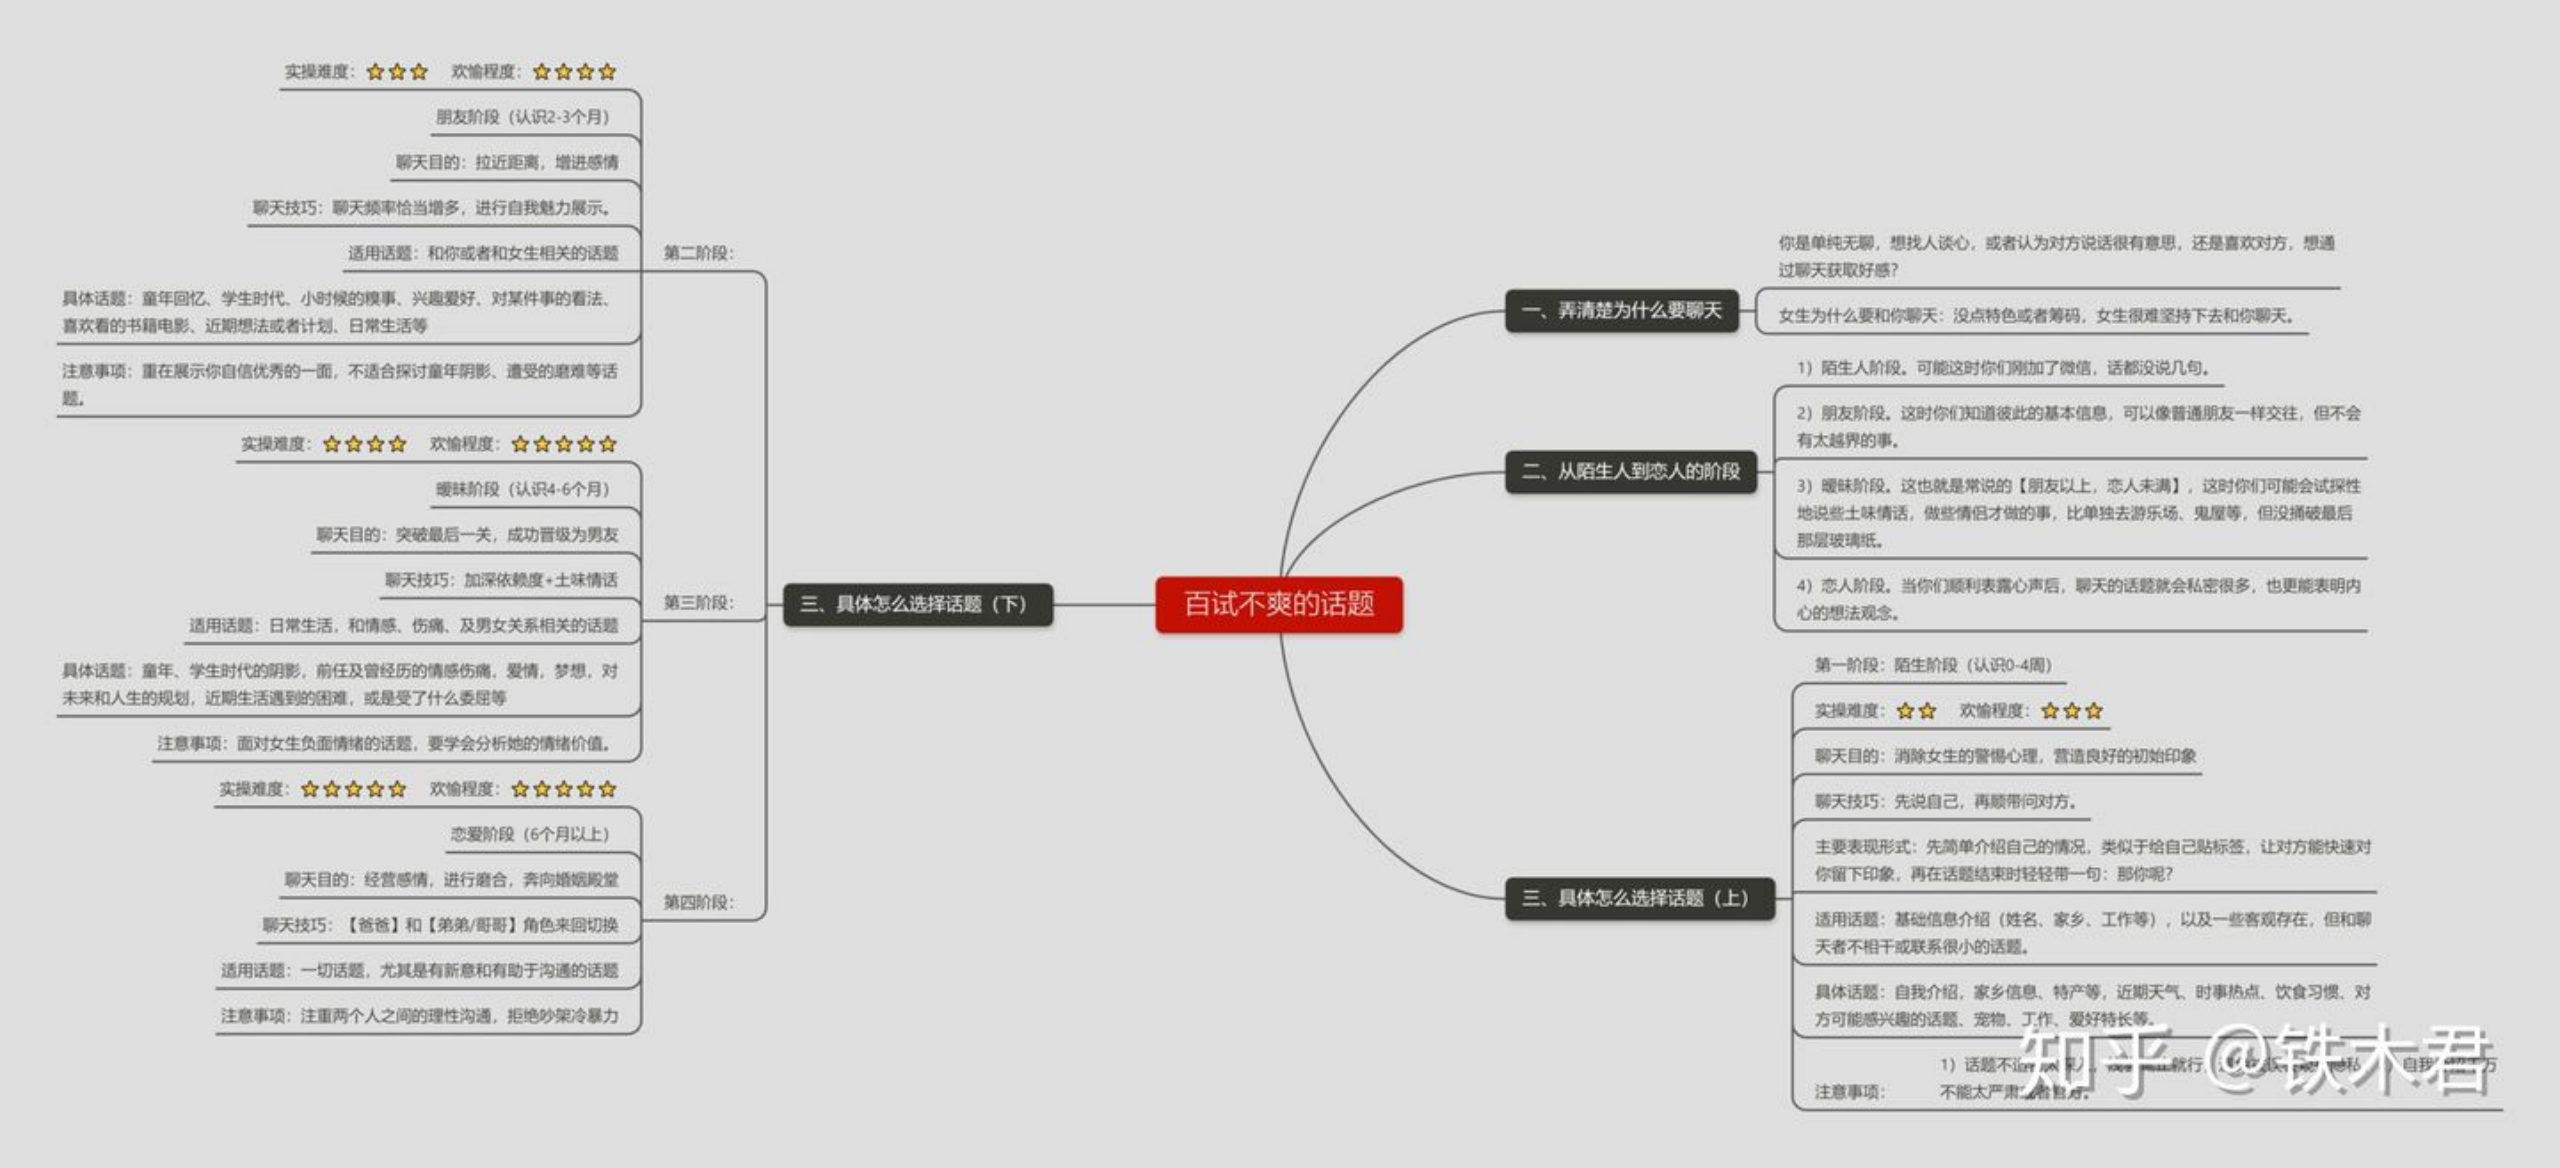 百试不爽的话题
一、弄清楚为什么要聊天
你是单纯无聊，想找人谈心，或者认为对方说话很有意思，还是喜欢对方，想通
过聊天获取好感？
女生为什么要和你聊天：没点特色或者筹码，女生很难坚持下去和你聊天。
二、从陌生人到恋人的阶段
1）陌生人阶段。可能这时你们刚加了微信，话都没说几句。
2）朋友阶段。这时你们知道彼此的基本信息，可以像普通朋友一样交往，但不会
有太越界的事。
3）暧昧阶段。这也就是常说的【朋友以上，恋人未满】，这时你们可能会试探性
地说些土味情话，做些情侣才做的事，比单独去游乐场、鬼屋等，但没捅破最后
那层玻璃纸。
4）恋人阶段。当你们顺利表露心声后，聊天的话题就会私密很多，也更能表明内
心的想法观念。
三、具体怎么选择话题（上）
第一阶段：陌生阶段（认识0-4周）
实操难度：⭐⭐ 欢愉程度：⭐⭐⭐
聊天目的：消除女生的警惕心理，营造良好的初始印象
聊天技巧：先说自己，再顺带问对方。
主要表现形式：先简单介绍自己的情况，类似于给自己贴标签，让对方能快速对
你留下印象，再在话题结束时轻轻带一句：那你呢？
适用话题：基础信息介绍（姓名、家乡、工作等），以及一些客观存在，但和聊
天者不相干或联系很小的话题。
具体话题：自我介绍，家乡信息、特产等，近期天气、时事热点、饮食习惯、对
方可能感兴趣的话题、宠物、工作、爱好特长等。
注意事项：
1）话题不 就行 私 自我 万
不能太严肃
三、具体怎么选择话题（下）
第二阶段：
实操难度：⭐⭐⭐ 欢愉程度：⭐⭐⭐⭐
朋友阶段（认识2-3个月）
聊天目的：拉近距离，增进感情
聊天技巧：聊天频率恰当增多，进行自我魅力展示。
适用话题：和你或者和女生相关的话题
具体话题：童年回忆、学生时代、小时候的糗事、兴趣爱好、对某件事的看法、
喜欢看的书籍电影、近期想法或者计划、日常生活等
注意事项：重在展示你自信优秀的一面，不适合探讨童年阴影、遭受的磨难等话
题。
第三阶段：
实操难度：⭐⭐⭐⭐ 欢愉程度：⭐⭐⭐⭐⭐
暧昧阶段（认识4-6个月）
聊天目的：突破最后一关，成功晋级为男友
聊天技巧：加深依赖度+土味情话
适用话题：日常生活，和情感、伤痛、及男女关系相关的话题
具体话题：童年、学生时代的阴影，前任及曾经历的情感伤痛，爱情，梦想，对
未来和人生的规划，近期生活遇到的困难，或是受了什么委屈等
注意事项：面对女生负面情绪的话题，要学会分析她的情绪价值。
第四阶段：
实操难度：⭐⭐⭐⭐⭐ 欢愉程度：⭐⭐⭐⭐⭐
恋爱阶段（6个月以上）
聊天目的：经营感情，进行磨合，奔向婚姻殿堂
聊天技巧：【爸爸】和【弟弟/哥哥】角色来回切换
适用话题：一切话题，尤其是有新意和有助于沟通的话题
注意事项：注重两个人之间的理性沟通，拒绝吵架冷暴力
知乎 @铁木君